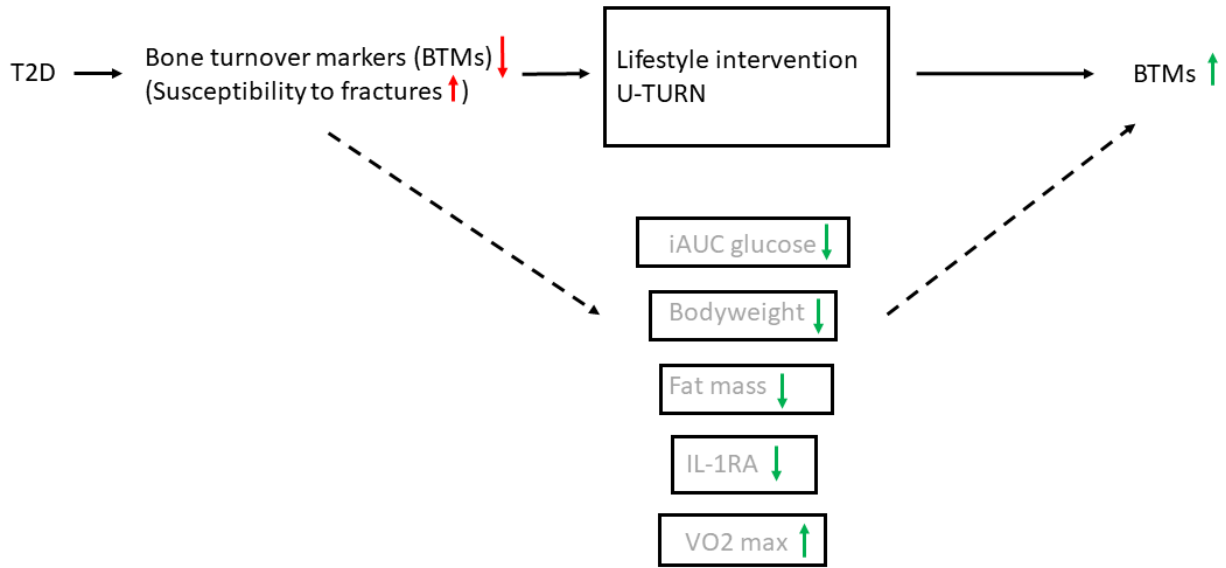 T2D
Bone turnover markers (BTMs)
(Susceptibility to fractures )
Lifestyle intervention
U-TURN
BTMs
iAUC glucose
Bodyweight
Fat mass
IL-1RA
VO2 max